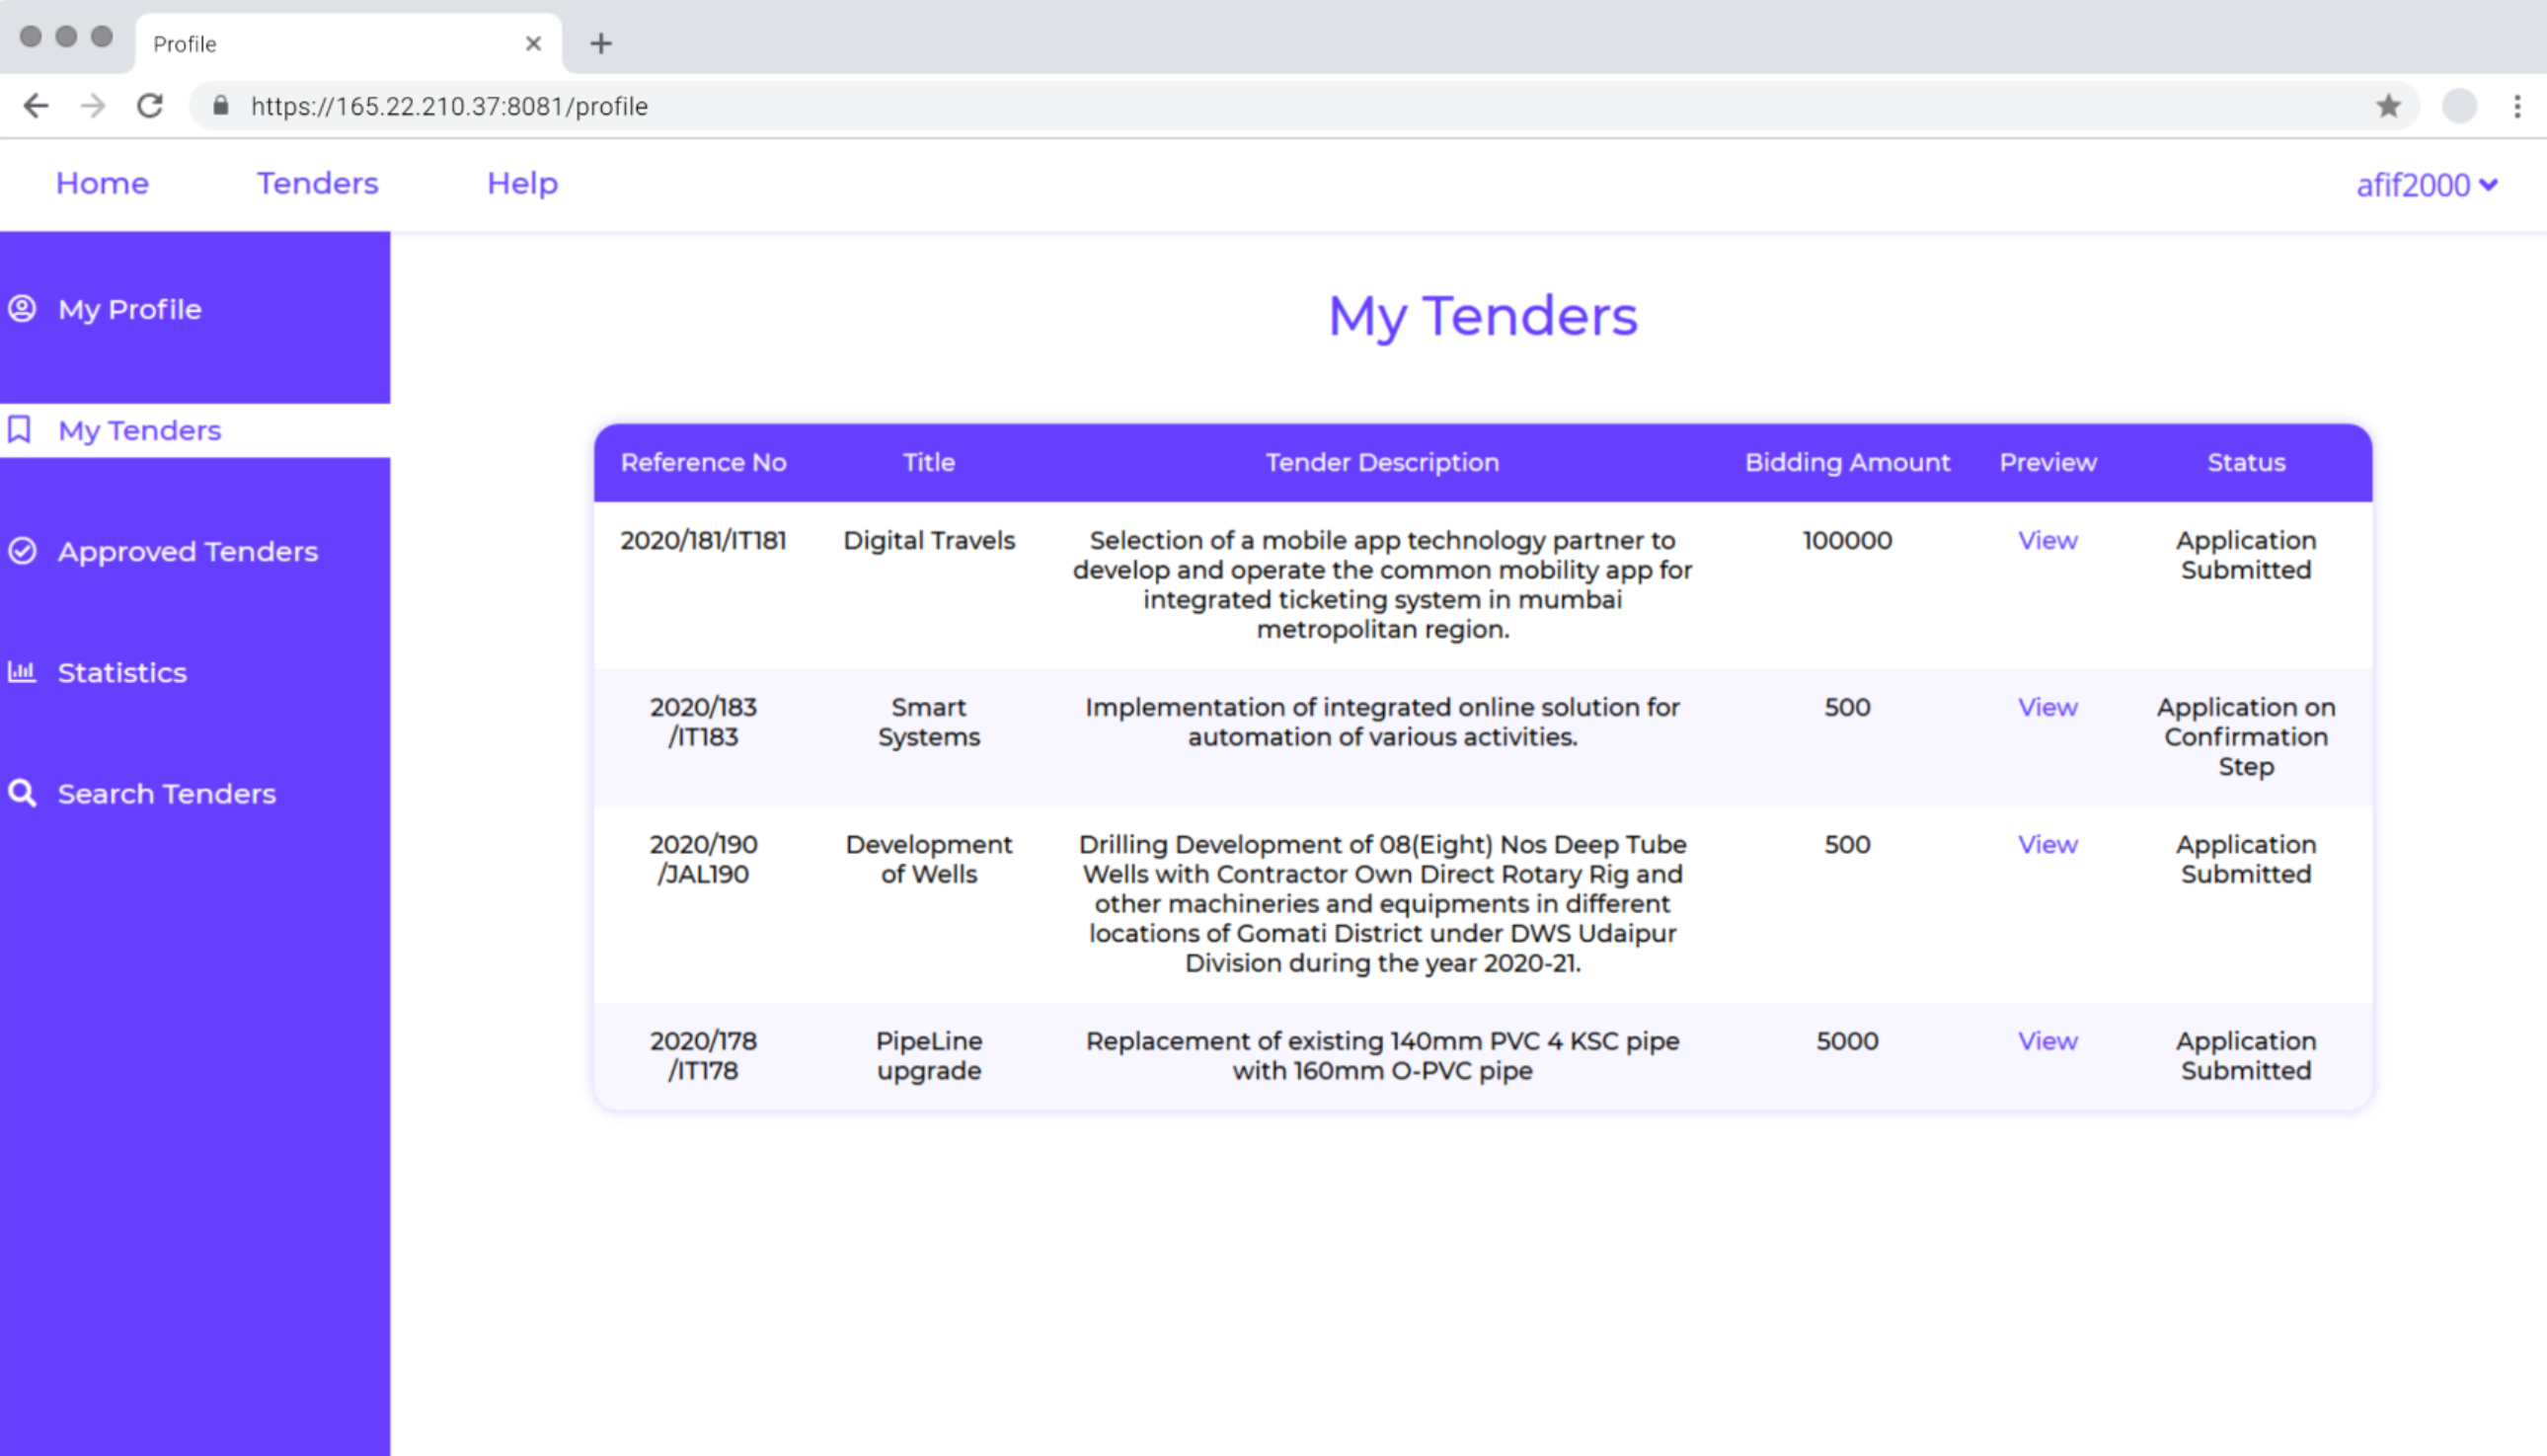 Profile
https://165.22.210.37:8081/profile
Home Tenders Help afif2000
My Profile
My Tenders
Approved Tenders
Statistics
Search Tenders
My Tenders
Reference No Title Tender Description Bidding Amount Preview Status
2020/181/IT181 Digital Travels Selection of a mobile app technology partner to 100000 View Application
develop and operate the common mobility app for Submitted
integrated ticketing system in mumbai
metropolitan region.
2020/183 Smart Implementation of integrated online solution for 500 View Application on
/IT183 Systems automation of various activities. Confirmation
Step
2020/190 Development Drilling Development of 08(Eight) Nos Deep Tube 500 View Application
/JAL190 of Wells Wells with Contractor Own Direct Rotary Rig and Submitted
other machineries and equipments in different
locations of Gomati District under DWS Udaipur
Division during the year 2020-21.
2020/178 PipeLine Replacement of existing 140mm PVC 4 KSC pipe 5000 View Application
/IT178 upgrade with 160mm O-PVC pipe Submitted